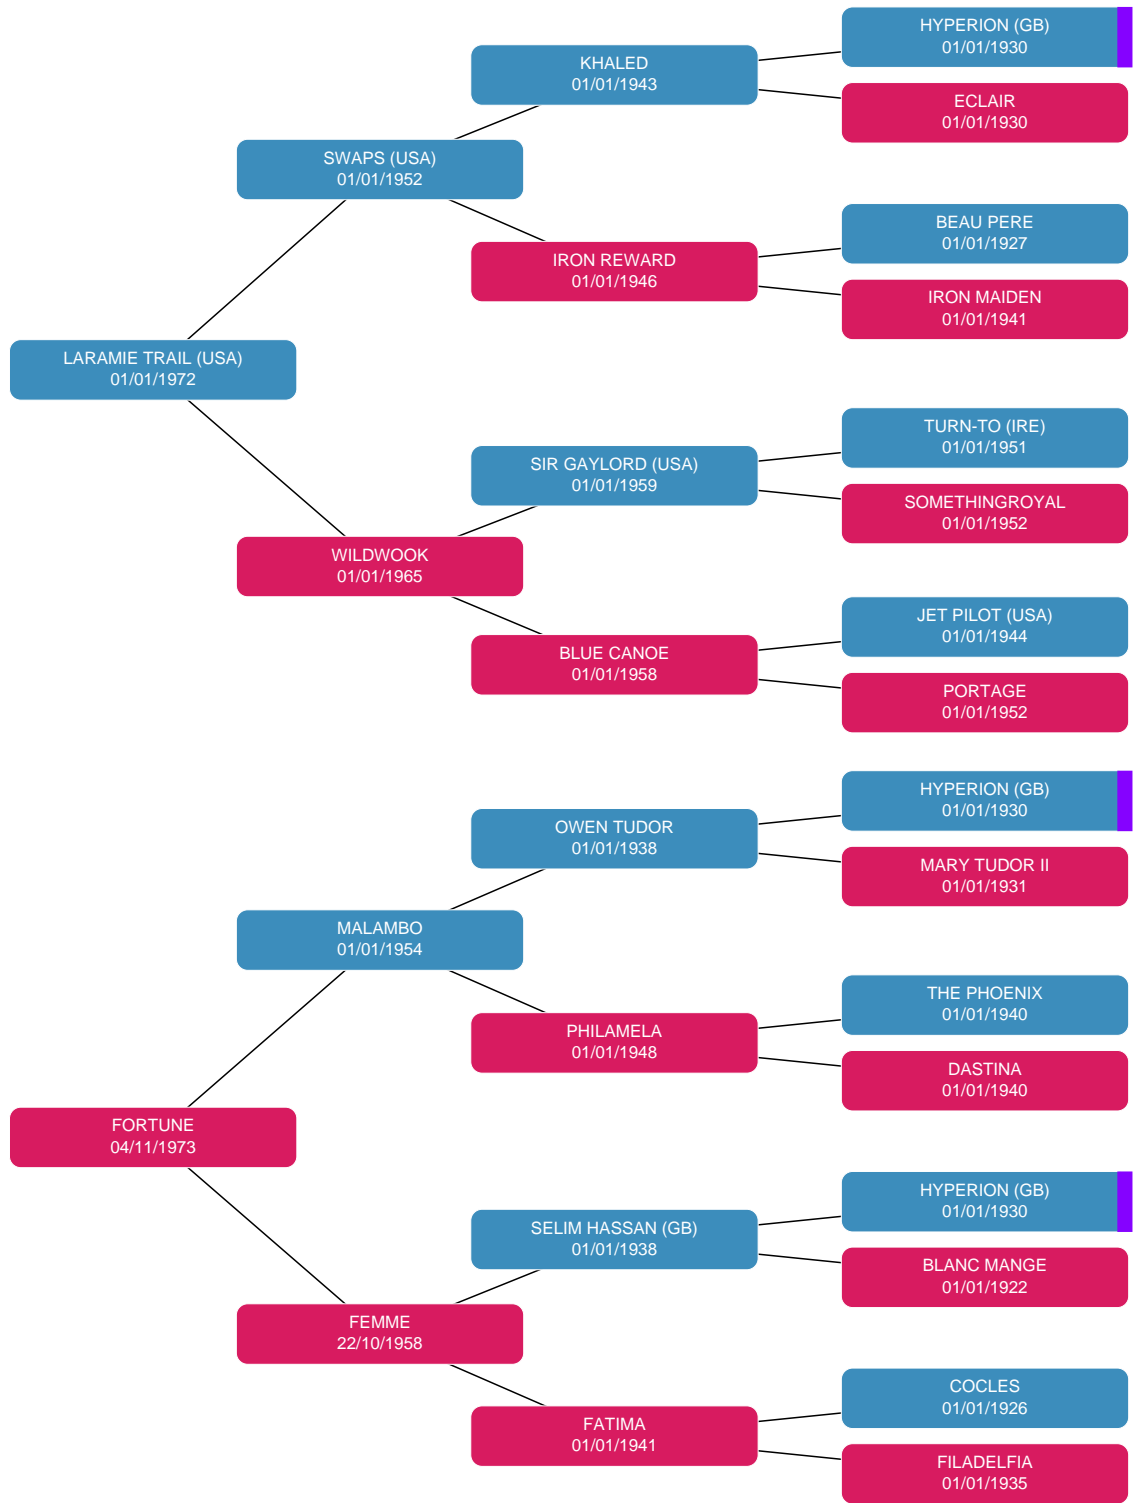 HYPERION (GB)
01/01/1930
KHALED
01/01/1943
ECLAIR
01/01/1930
SWAPS (USA)
01/01/1952
BEAU PERE
01/01/1927
IRON REWARD
01/01/1946
IRON MAIDEN
01/01/1941
LARAMIE TRAIL (USA)
01/01/1972
TURN-TO (IRE)
01/01/1951
SIR GAYLORD (USA)
01/01/1959
SOMETHINGROYAL
01/01/1952
WILDWOOK
01/01/1965
JET PILOT (USA)
01/01/1944
BLUE CANOE
01/01/1958
PORTAGE
01/01/1952
HYPERION (GB)
01/01/1930
OWEN TUDOR
01/01/1938
MARY TUDOR II
01/01/1931
MALAMBO
01/01/1954
THE PHOENIX
01/01/1940
PHILAMELA
01/01/1948
DASTINA
01/01/1940
FORTUNE
04/11/1973
HYPERION (GB)
01/01/1930
SELIM HASSAN (GB)
01/01/1938
BLANC MANGE
01/01/1922
FEMME
22/10/1958
COCLES
01/01/1926
FATIMA
01/01/1941
FILADELFIA
01/01/1935